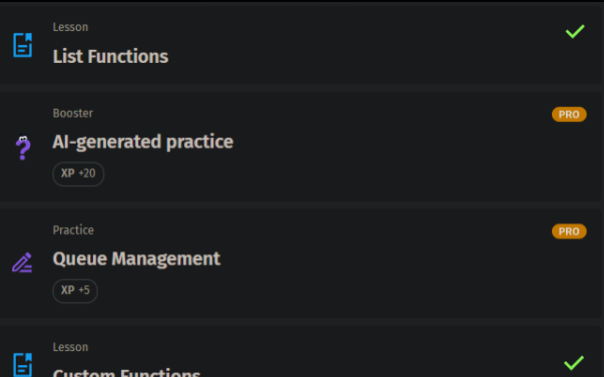 Lesson
List Functions
Booster
PRO
AI-generated practice
XP +20
Practice
PRO
Queue Management
XP +5
Lesson
Custom Functions